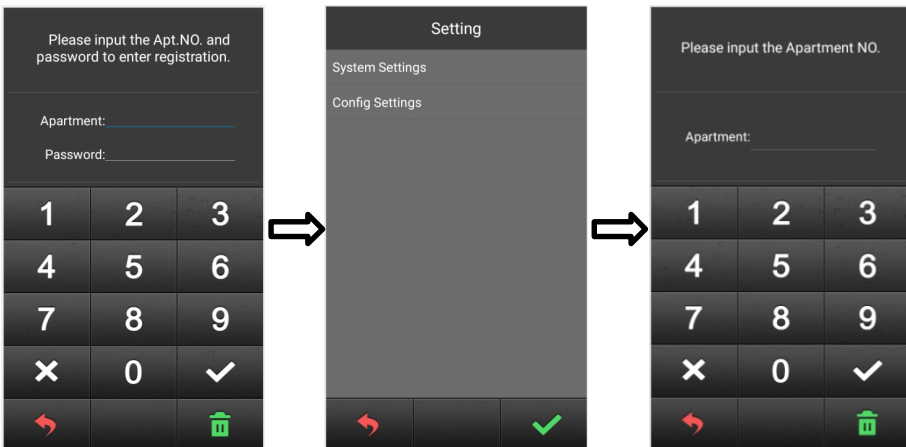 Please input the Apt.NO. and
password to enter registration.
Apartment:
Password:
1 2 3
4 5 6
7 8 9
0
Setting
System Settings
Config Settings
Please input the Apartment NO.
Apartment:
1 2 3
4 5 6
7 8 9
0